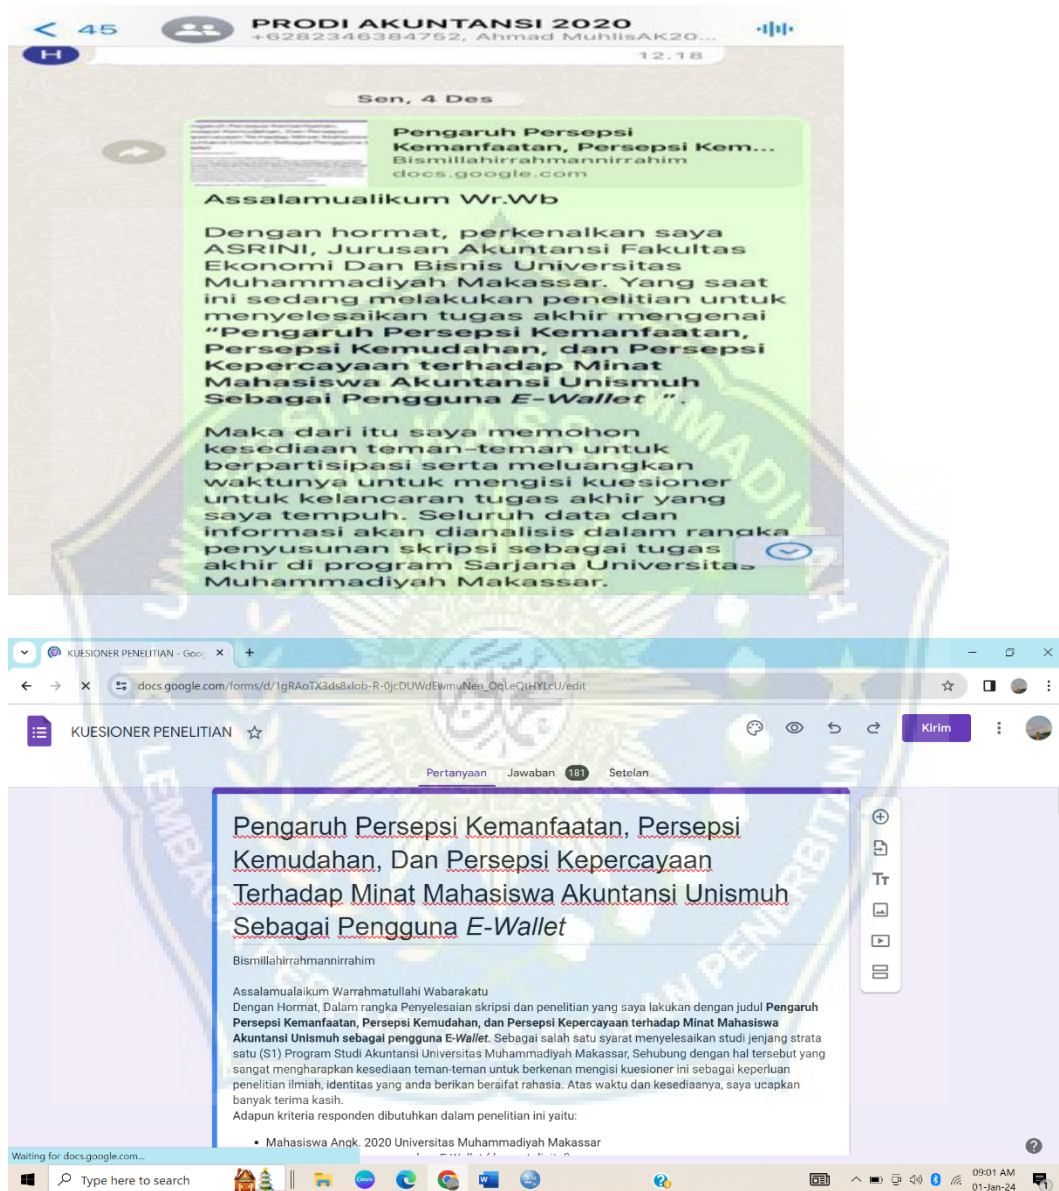 45
PRODI AKUNTANSI 2020
+6282346384752, Ahmad MuhlisAK20...
H
12.18
Sen, 4 Des
Pengaruh Persepsi
Kemanfaatan, Persepsi Kem...
Bismillahirrahmannirrahim
docs.google.com
Assalamualikum Wr.Wb
Dengan hormat, perkenalkan saya
ASRINI, Jurusan Akuntansi Fakultas
Ekonomi Dan Bisnis Universitas
Muhammadiyah Makassar. Yang saat
ini sedang melakukan penelitian untuk
menyelesaikan tugas akhir mengenai
"Pengaruh Persepsi Kemanfaatan,
Persepsi Kemudahan, dan Persepsi
Kepercayaan terhadap Minat
Mahasiswa Akuntansi Unismuh
Sebagai Pengguna E-Wallet ".
Maka dari itu saya memohon
kesediaan teman-teman untuk
berpartisipasi serta meluangkan
waktunya untuk mengisi kuesioner
untuk kelancaran tugas akhir yang
saya tempuh. Seluruh data dan
informasi akan dianalisis dalam rangka
penyusunan skripsi sebagai tugas
akhir di program Sarjana Universitas
Muhammadiyah Makassar.
KUESIONER PENELITIAN - Goog
docs.google.com/forms/d/1gRAoTX3ds8xlob-R-0jcDUWdEwmuNen_OqLeQtHYLcU/edit
KUESIONER PENELITIAN
Kirim
Pertanyaan Jawaban 181 Setelan
Pengaruh Persepsi Kemanfaatan, Persepsi
Kemudahan, Dan Persepsi Kepercayaan
Terhadap Minat Mahasiswa Akuntansi Unismuh
Sebagai Pengguna E-Wallet
Bismillahirrahmannirrahim
Assalamualaikum Warrahmatullahi Wabarakatu
Dengan Hormat, Dalam rangka Penyelesaian skripsi dan penelitian yang saya lakukan dengan judul Pengaruh
Persepsi Kemanfaatan, Persepsi Kemudahan, dan Persepsi Kepercayaan terhadap Minat Mahasiswa
Akuntansi Unismuh sebagai pengguna E-Wallet. Sebagai salah satu syarat menyelesaikan studi jenjang strata
satu (S1) Program Studi Akuntansi Universitas Muhammadiyah Makassar, Sehubung dengan hal tersebut yang
sangat mengharapkan kesediaan teman-teman untuk berkenan mengisi kuesioner ini sebagai keperluan
penelitian ilmiah, identitas yang anda berikan bersifat rahasia. Atas waktu dan kesediaanya, saya ucapkan
banyak terima kasih.
Adapun kriteria responden dibutuhkan dalam penelitian ini yaitu:
• Mahasiswa Angk. 2020 Universitas Muhammadiyah Makassar
Waiting for docs.google.com...
Type here to search
09:01 AM
01-Jan-24